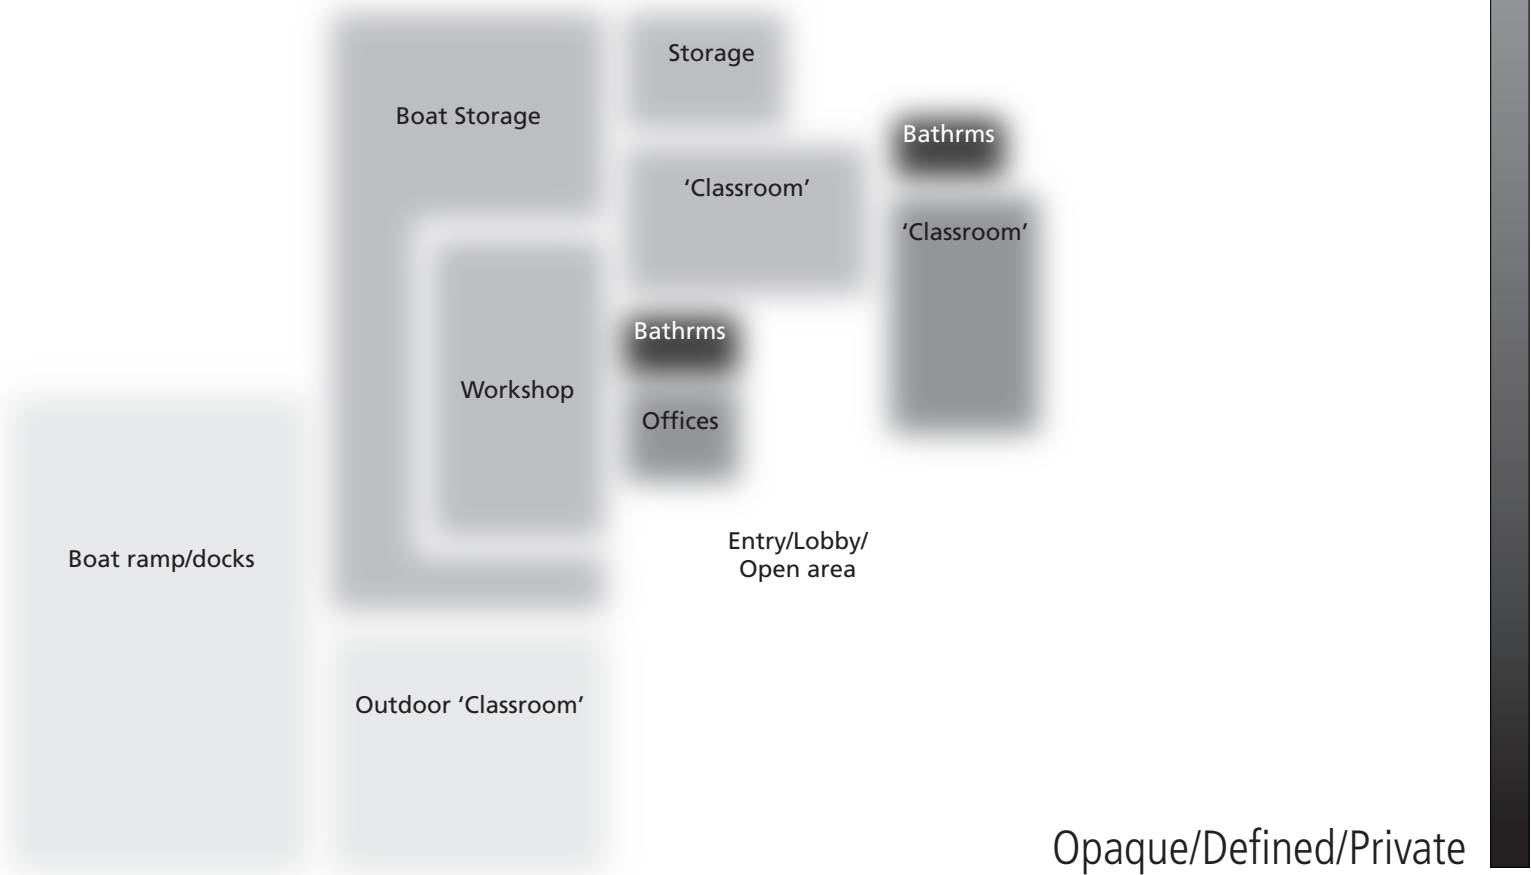 Storage
Boat Storage
Bathrms
‘Classroom’
‘Classroom’
Bathrms
Workshop
Offices
Entry/Lobby/
Open area
Boat ramp/docks
Outdoor ‘Classroom’
Opaque/Defined/Private